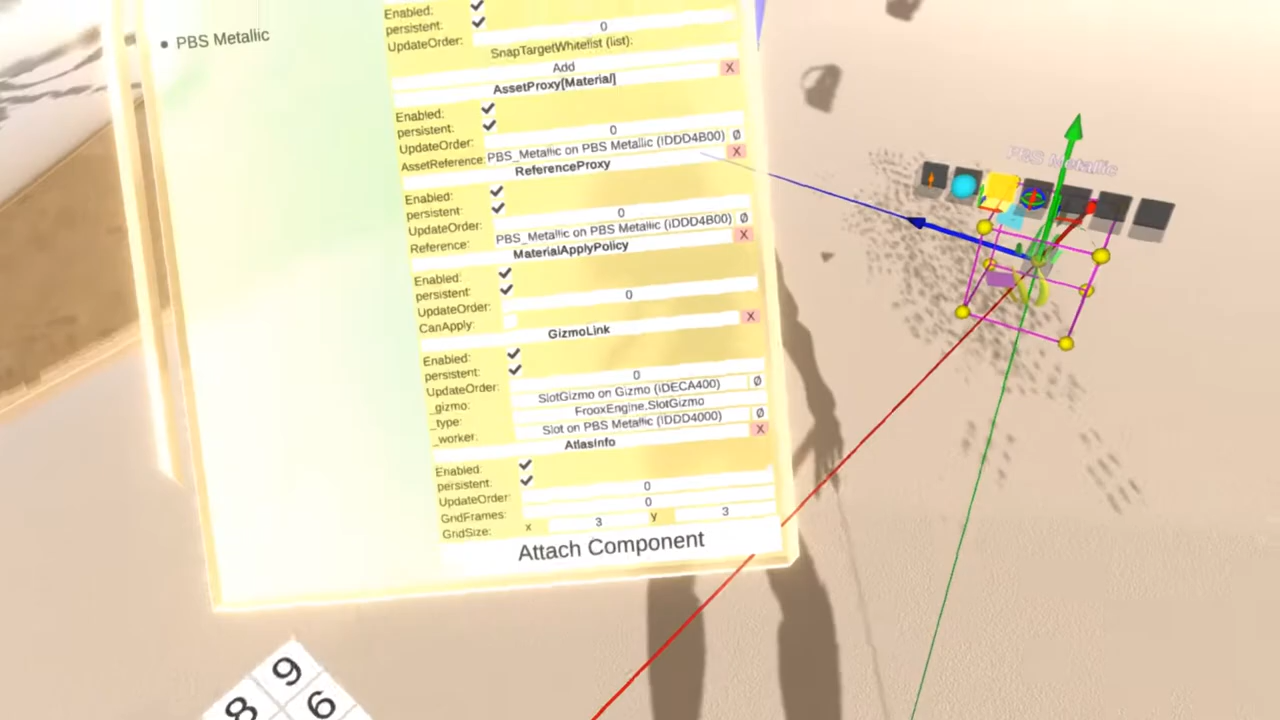 PBS Metallic
Enabled:
persistent:
UpdateOrder: 0
SnapTargetWhitelist (list):
Add
AssetProxy[Material] X
Enabled:
persistent:
UpdateOrder: 0
AssetReference: PBS_Metallic on PBS Metallic (IDDD4B00) Ø
ReferenceProxy X
Enabled:
persistent:
UpdateOrder: 0
Reference: PBS_Metallic on PBS Metallic (IDDD4B00) Ø
MaterialApplyPolicy X
Enabled:
persistent:
UpdateOrder: 0
CanApply:
GizmoLink X
Enabled:
persistent:
UpdateOrder: 0
_gizmo: SlotGizmo on Gizmo (IDECA400) Ø
_type: FrooxEngine.SlotGizmo
_worker: Slot on PBS Metallic (IDDD4000) Ø
AtlasInfo X
Enabled:
persistent:
UpdateOrder: 0
GridFrames: 0
GridSize: x 3 y 3
Attach Component
PBS Metallic
9
8 6